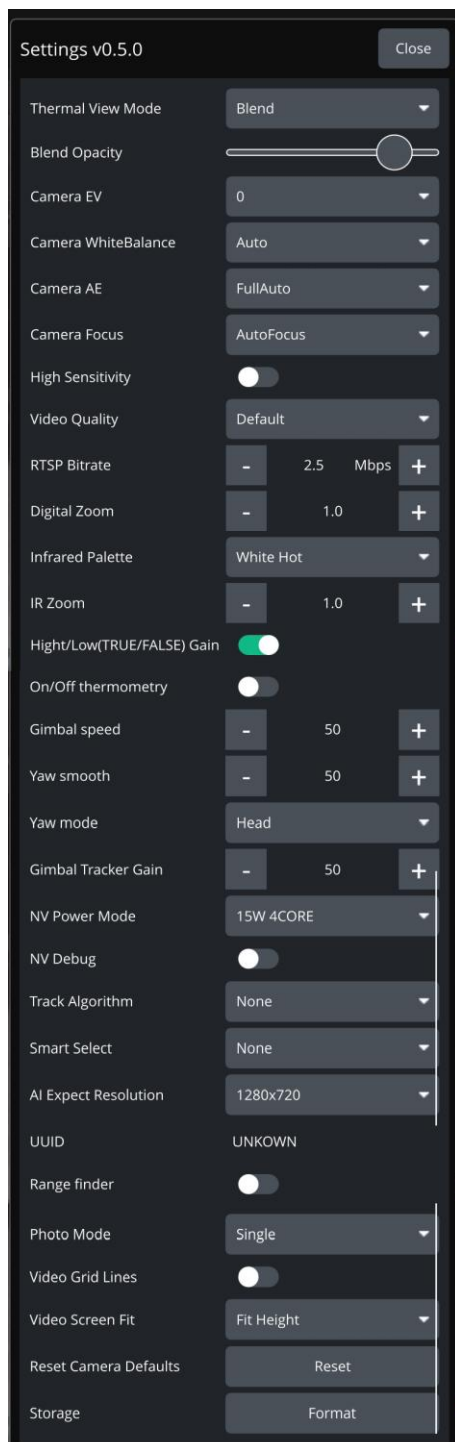 Settings v0.5.0 Close
Thermal View Mode Blend
Blend Opacity
Camera EV 0
Camera WhiteBalance Auto
Camera AE FullAuto
Camera Focus AutoFocus
High Sensitivity
Video Quality Default
RTSP Bitrate - 2.5 Mbps +
Digital Zoom - 1.0 +
Infrared Palette White Hot
IR Zoom - 1.0 +
Hight/Low(TRUE/FALSE) Gain
On/Off thermometry
Gimbal speed - 50 +
Yaw smooth - 50 +
Yaw mode Head
Gimbal Tracker Gain - 50 +
NV Power Mode 15W 4CORE
NV Debug
Track Algorithm None
Smart Select None
AI Expect Resolution 1280x720
UUID UNKOWN
Range finder
Photo Mode Single
Video Grid Lines
Video Screen Fit Fit Height
Reset Camera Defaults Reset
Storage Format